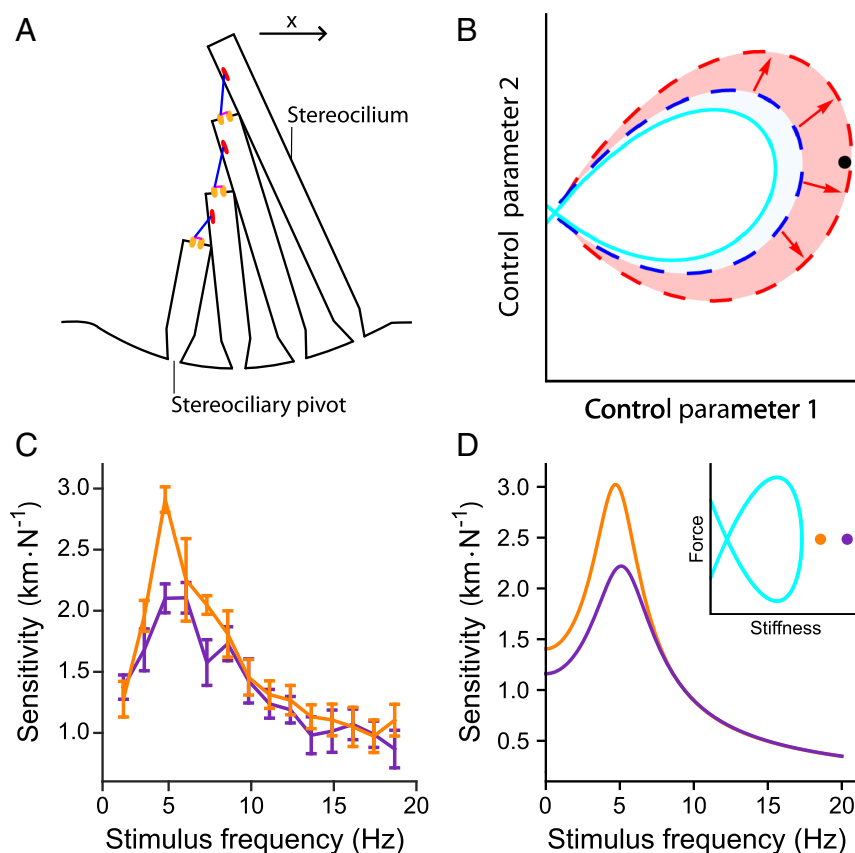 A
x
Stereocilium
Stereociliary pivot
B
Control parameter 2
Control parameter 1
C
Sensitivity (km·N⁻¹)
3.0
2.5
2.0
1.5
1.0
0 5 10 15 20
Stimulus frequency (Hz)
D
Sensitivity (km·N⁻¹)
3.0
2.5
2.0
1.5
1.0
0.5
0 5 10 15 20
Stimulus frequency (Hz)
Force
Stiffness